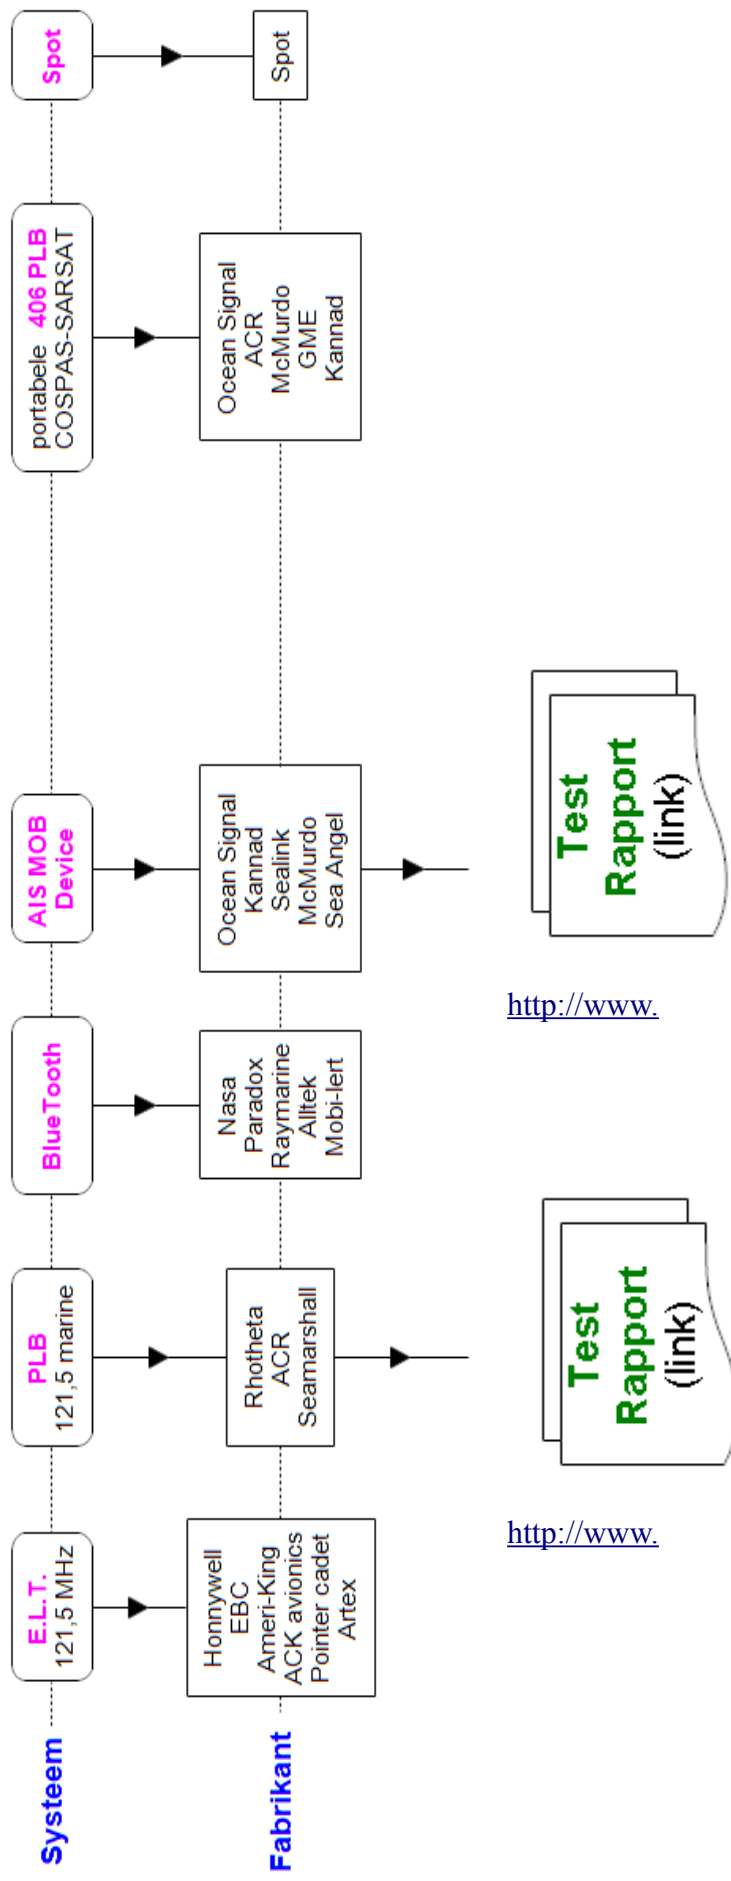 Systeem
E.L.T.
121,5 MHz
PLB
121,5 marine
BlueTooth
AIS MOB
Device
portabele 406 PLB
COSPAS-SARSAT
Spot
Fabrikant
Honnywell
EBC
Ameri-King
ACK avionics
Pointer cadet
Artex
Rhotheta
ACR
Seamarshall
Nasa
Paradox
Raymarine
Alltek
Mobi-lert
Ocean Signal
Kannad
Sealink
McMurdo
Sea Angel
Ocean Signal
ACR
McMurdo
GME
Kannad
Spot
Test
Rapport
(link)
Test
Rapport
(link)
http://www.
http://www.